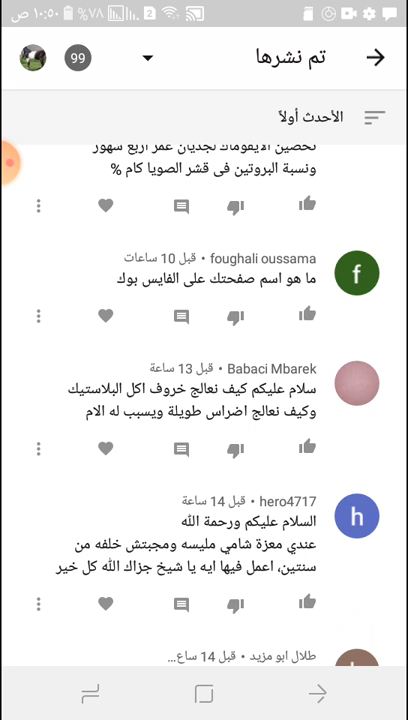 ١٠:٥٠ ص %٧٨ 2
تم نشرها 99
الأحدث أولاً
تحصين الايفوماك لجديان عمر اربع شهور
ونسبة البروتين فى قشر الصويا كام %
foughali oussama • قبل 10 ساعات
ما هو اسم صفحتك على الفايس بوك
f
Babaci Mbarek • قبل 13 ساعة
سلام عليكم كيف نعالج خروف اكل البلاستيك
وكيف نعالج اضراس طويلة ويسبب له الام
hero4717 • قبل 14 ساعة
السلام عليكم ورحمة الله
h
عندي معزة شامي مليسه ومجبتش خلفه من
سنتين، اعمل فيها ايه يا شيخ جزاك الله كل خير
طلال ابو مزيد • قبل 14 ساع...